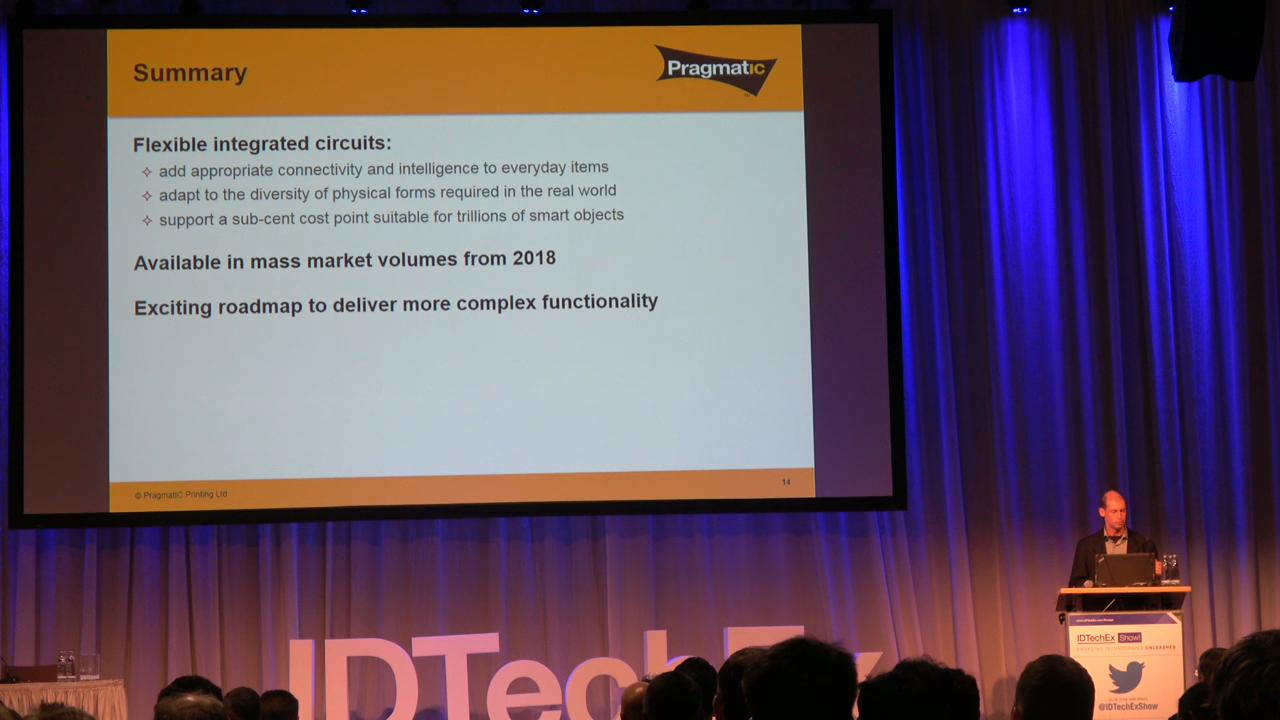 Summary
PragmatIC
Flexible integrated circuits:
add appropriate connectivity and intelligence to everyday items
adapt to the diversity of physical forms required in the real world
support a sub-cent cost point suitable for trillions of smart objects
Available in mass market volumes from 2018
Exciting roadmap to deliver more complex functionality
© PragmatIC Printing Ltd
14
IDTechEx
IDTechEx Show!
EMERGING TECHNOLOGIES UNLEASHED
@IDTechExShow